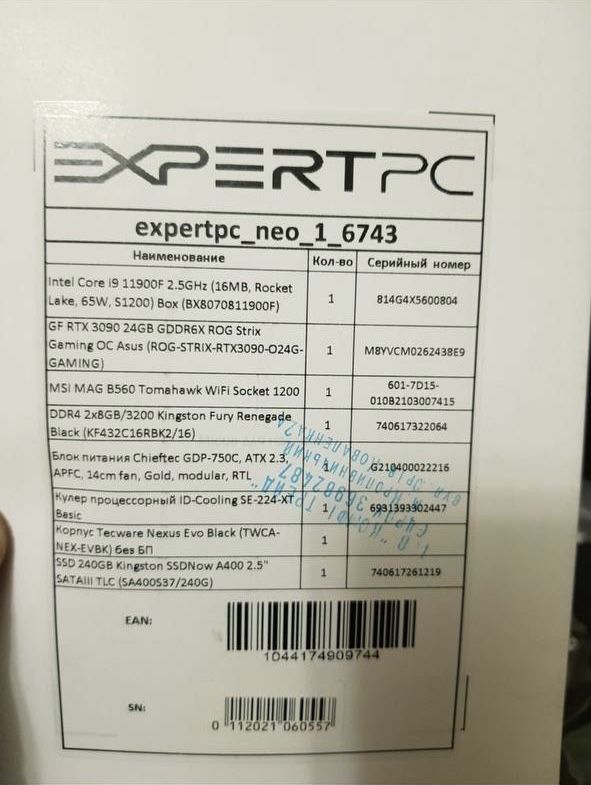 EXPERTPC
expertpc_neo_1_6743
Наименование Кол-во Серийный номер
Intel Core i9 11900F 2.5GHz (16MB, Rocket
Lake, 65W, S1200) Box (BX8070811900F) 1 814G4X5600804
GF RTX 3090 24GB GDDR6X ROG Strix
Gaming OC Asus (ROG-STRIX-RTX3090-O24G-
GAMING) 1 M8YVCM0262438E9
MSI MAG B560 Tomahawk WiFi Socket 1200 1 601-7D15-
010B2103007415
DDR4 2x8GB/3200 Kingston Fury Renegade
Black (KF432C16RBK2/16) 1 740617322064
Блок питания Chieftec GDP-750C, ATX 2.3,
APFC, 14cm fan, Gold, modular, RTL 1 G210400022216
Кулер процессорный ID-Cooling SE-224-XT
Basic 1 6931393302447
Корпус Tecware Nexus Evo Black (TWCA-
NEX-EVBK) без БП 1
SSD 240GB Kingston SSDNow A400 2.5"
SATAIII TLC (SA400S37/240G) 1 740617261219
EAN:
1044174909744
SN:
0 112021 060557